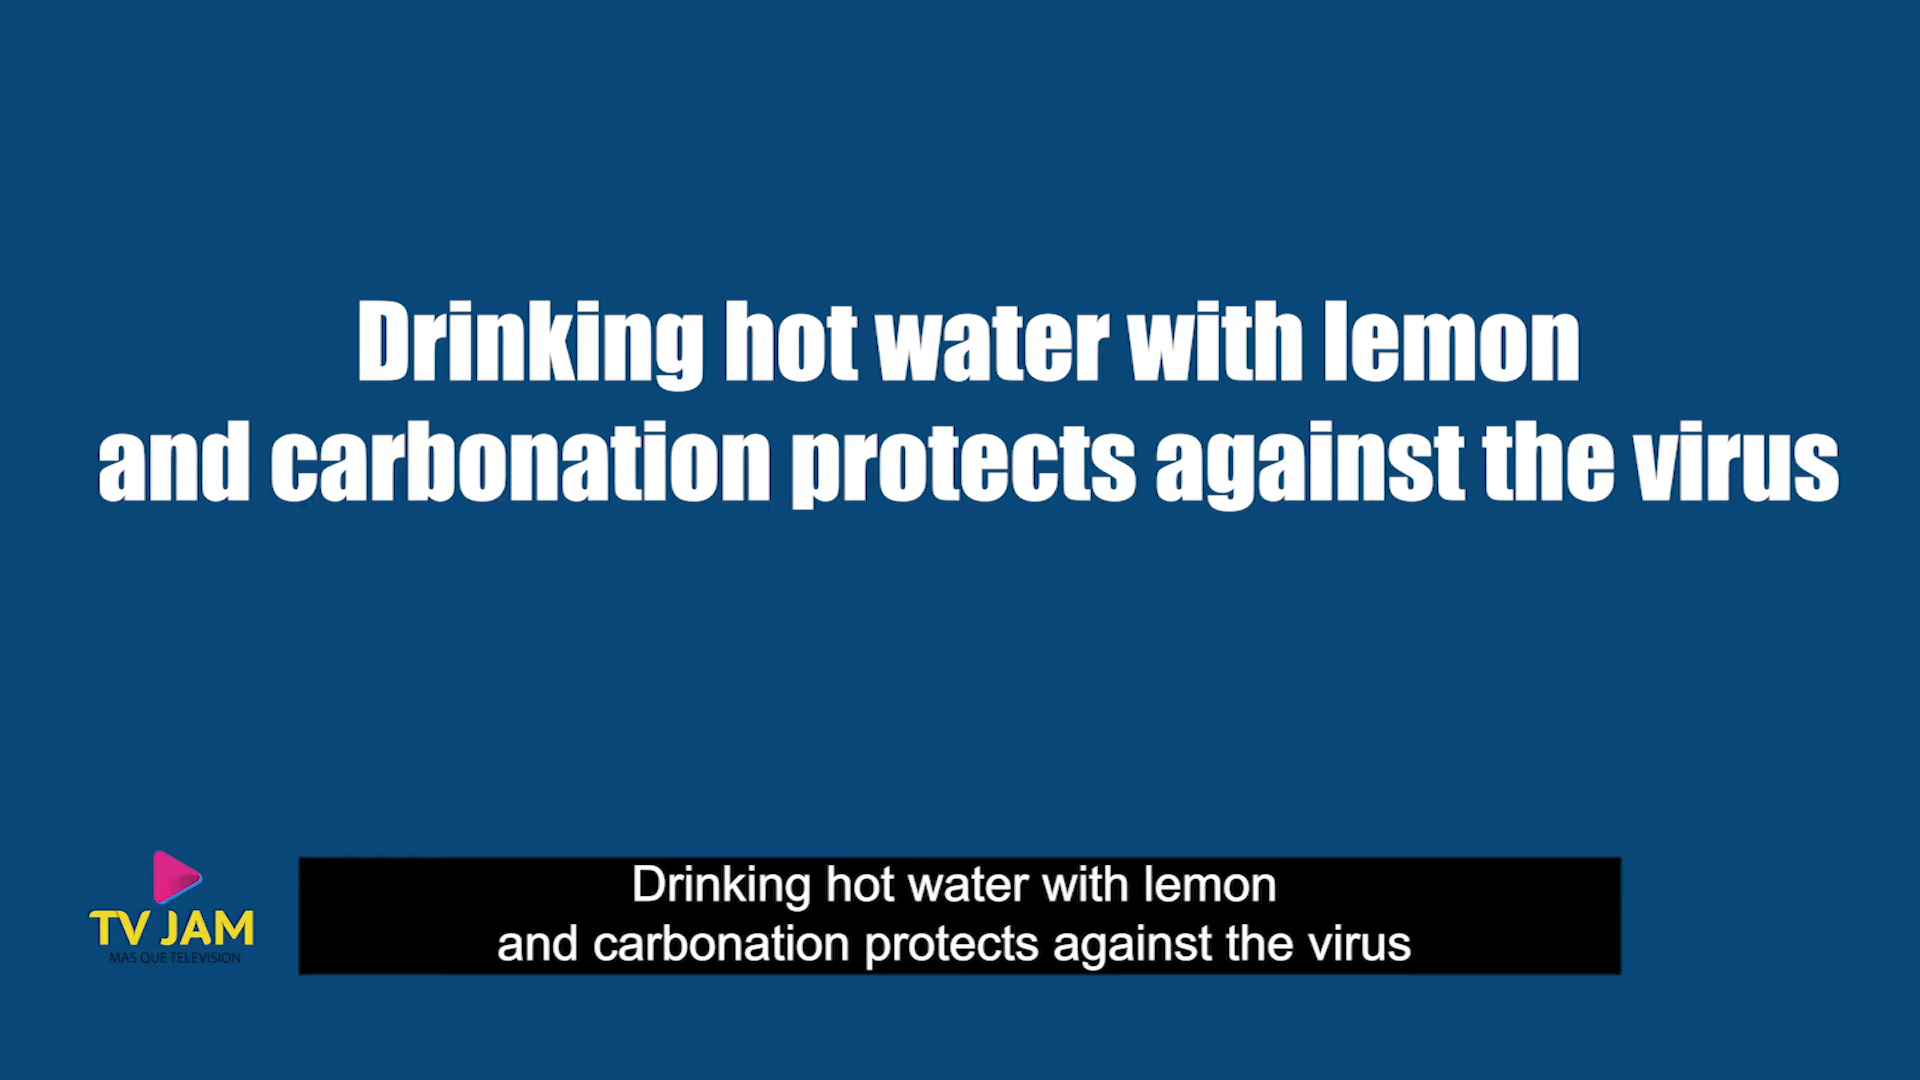 Drinking hot water with lemon
and carbonation protects against the virus
TV JAM
MAS QUE TELEVISION
Drinking hot water with lemon
and carbonation protects against the virus